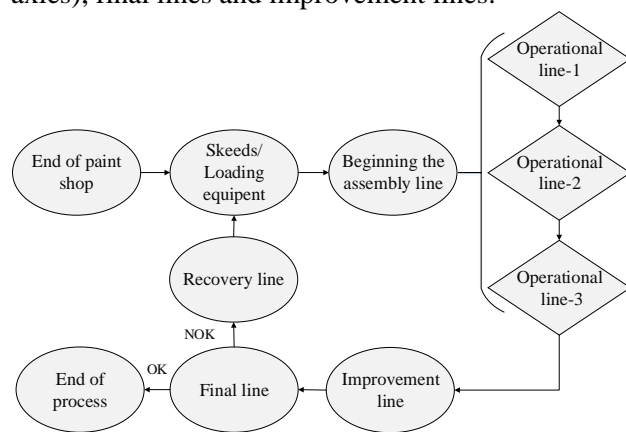 axles), final lines and improvement lines.
Operational
line-1
End of paint
shop
Skeeds/
Loading
equipent
Beginning the
assembly line
Operational
line-2
Operational
line-3
Recovery line
NOK
OK
End of
process
Final line
Improvement
line